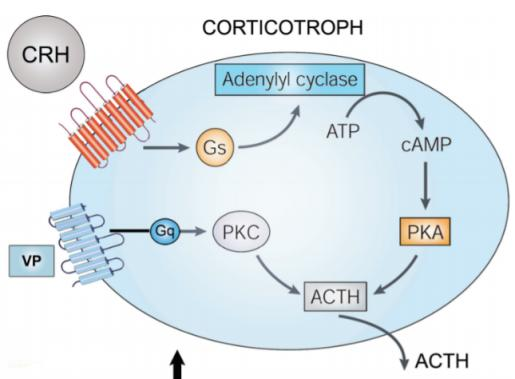 CORTICOTROPH
CRH
Adenylyl cyclase
ATP
cAMP
Gs
Gq
PKC
PKA
VP
ACTH
ACTH